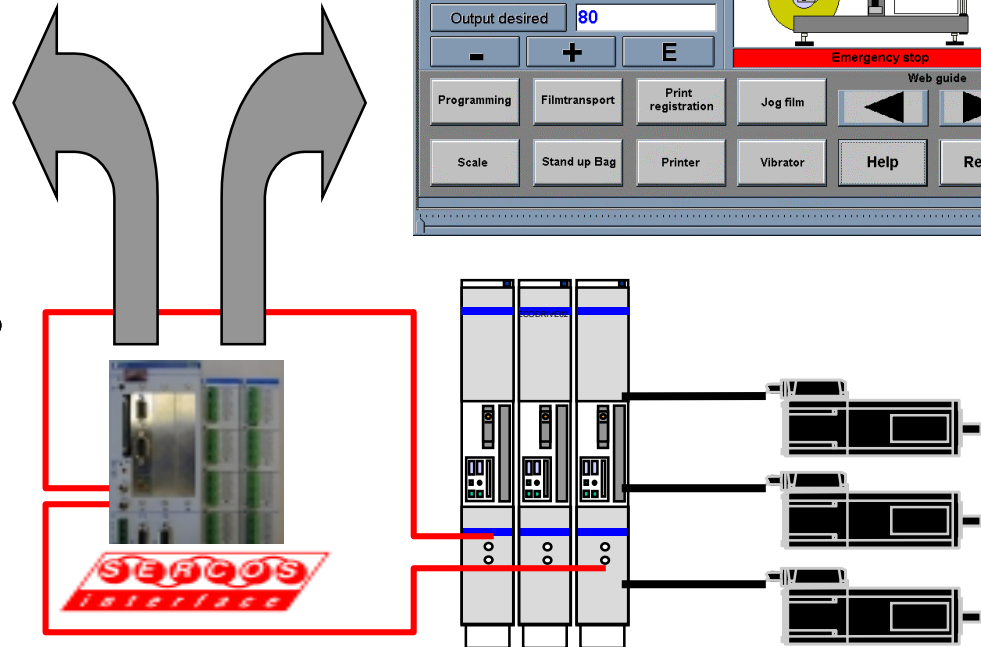 Output desired
80
-
+
E
Emergency stop
Web guide
Programming
Filmtransport
Print
registration
Jog film
Scale
Stand up Bag
Printer
Vibrator
Help
Re
SERCOS
interface